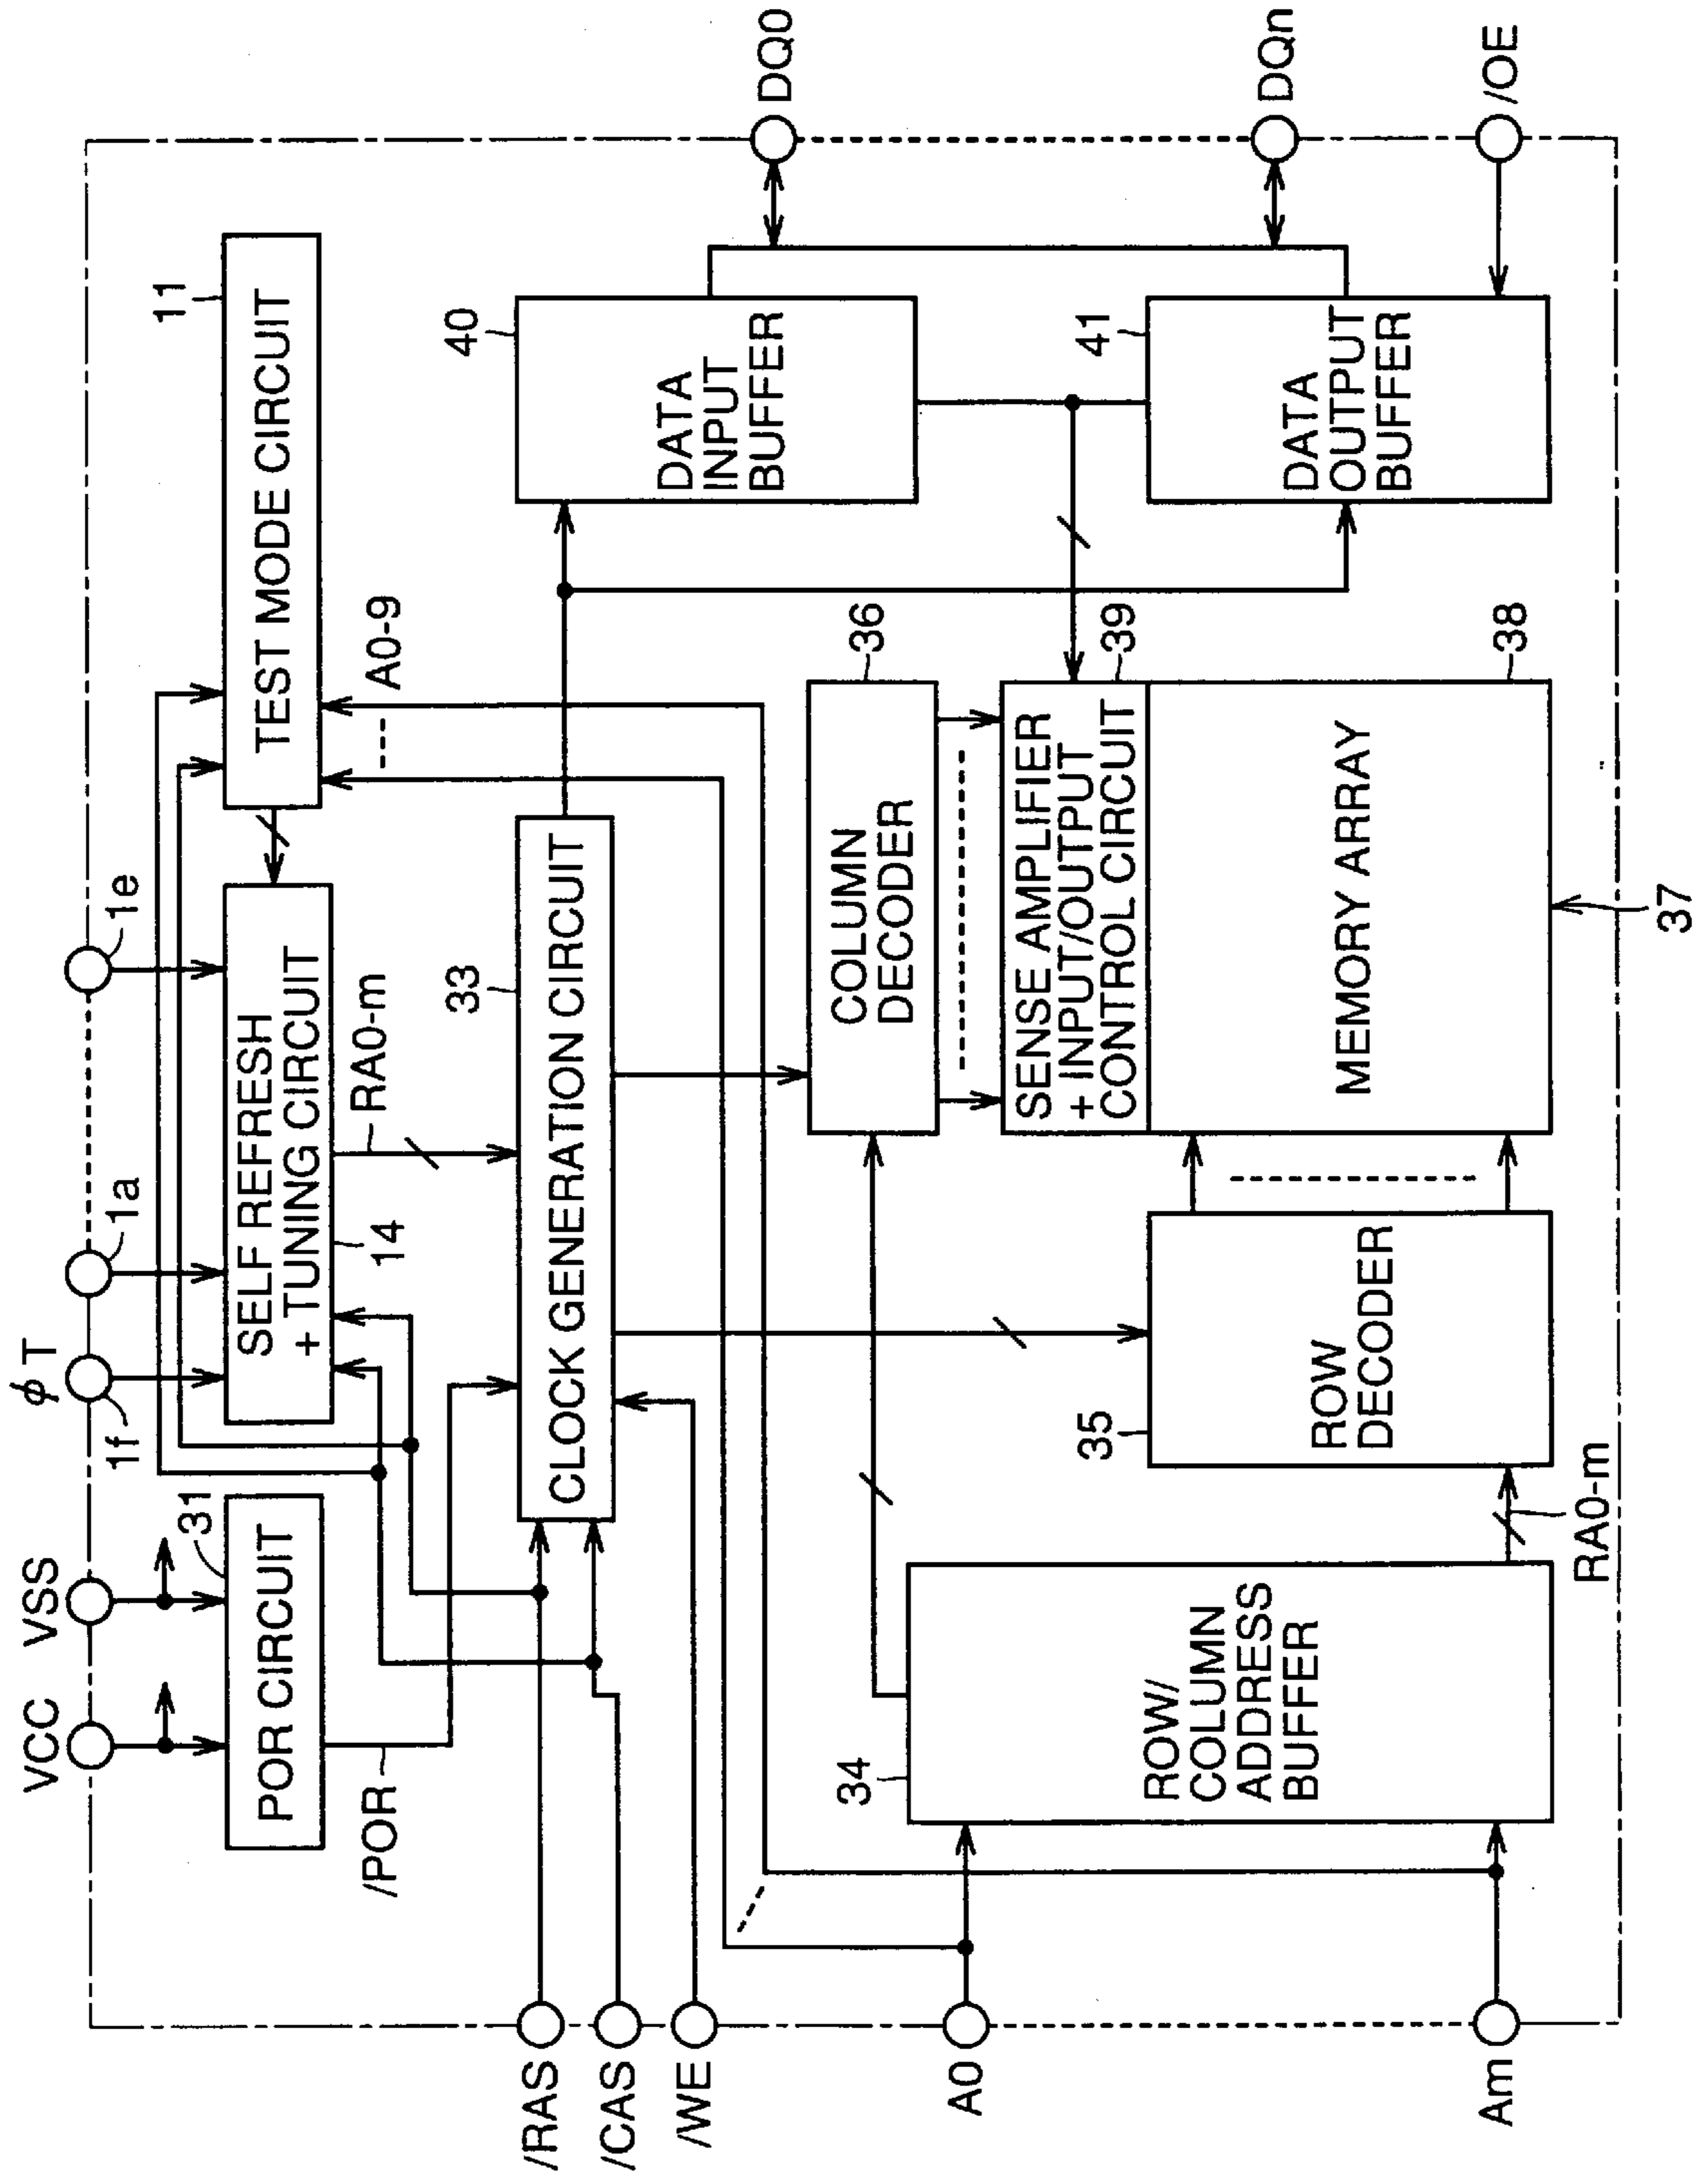 VCC
VSS
φT
1f
1a
1e
31
POR CIRCUIT
/POR
SELF REFRESH
+ TUNING CIRCUIT
14
RA0-m
11
TEST MODE CIRCUIT
A0-9
33
CLOCK GENERATION CIRCUIT
/RAS
/CAS
/WE
A0
Am
40
DATA
INPUT
BUFFER
41
DATA
OUTPUT
BUFFER
DQ0
DQn
/OE
36
COLUMN
DECODER
SENSE AMPLIFIER
+ INPUT/OUTPUT
CONTROL CIRCUIT
39
MEMORY ARRAY
38
37
34
ROW/
COLUMN
ADDRESS
BUFFER
35
ROW
DECODER
RA0-m